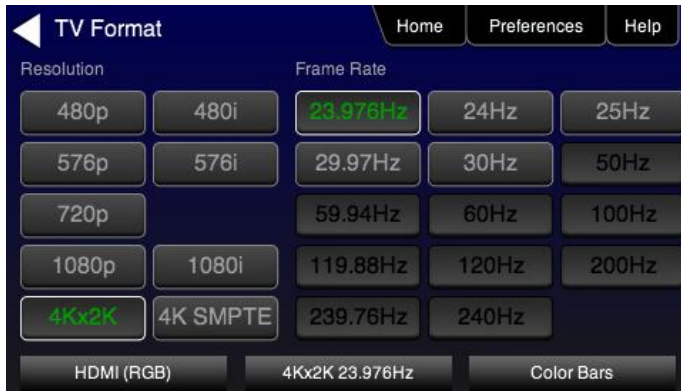 TV Format
Home
Preferences
Help
Resolution
Frame Rate
480p
480i
23.976Hz
24Hz
25Hz
576p
576i
29.97Hz
30Hz
50Hz
720p
59.94Hz
60Hz
100Hz
1080p
1080i
119.88Hz
120Hz
200Hz
4Kx2K
4K SMPTE
239.76Hz
240Hz
HDMI (RGB)
4Kx2K 23.976Hz
Color Bars